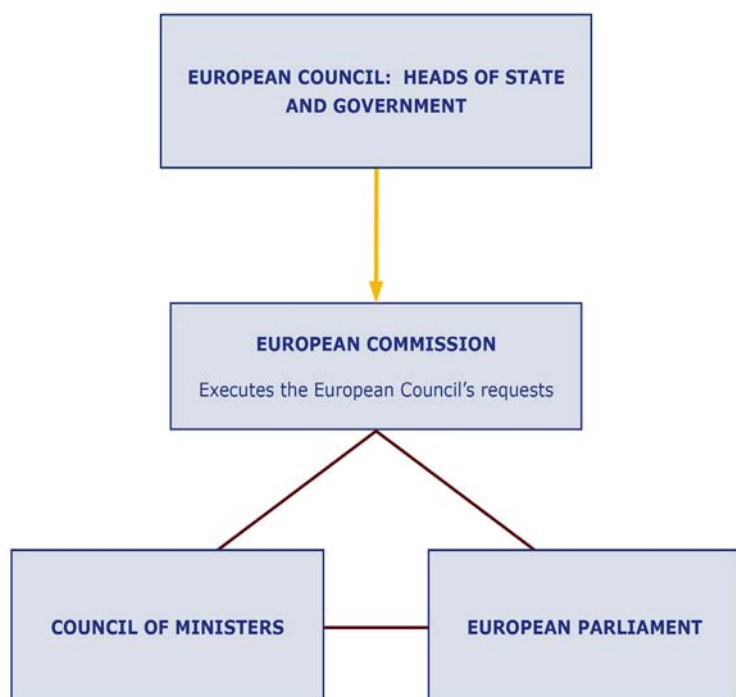 EUROPEAN COUNCIL: HEADS OF STATE
AND GOVERNMENT
EUROPEAN COMMISSION
Executes the European Council’s requests
COUNCIL OF MINISTERS
EUROPEAN PARLIAMENT